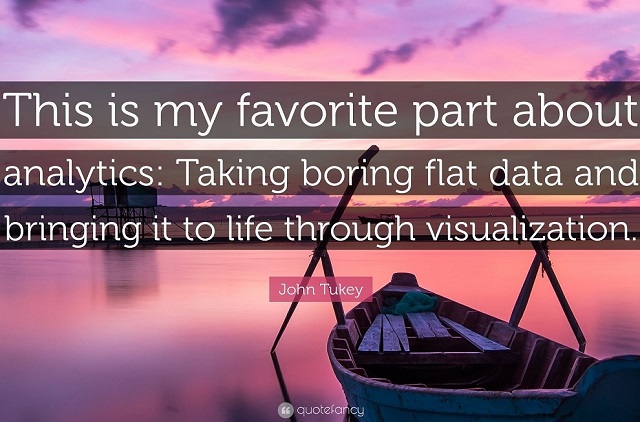 This is my favorite part about
analytics: Taking boring flat data and
bringing it to life through visualization.
John Tukey
quotefancy